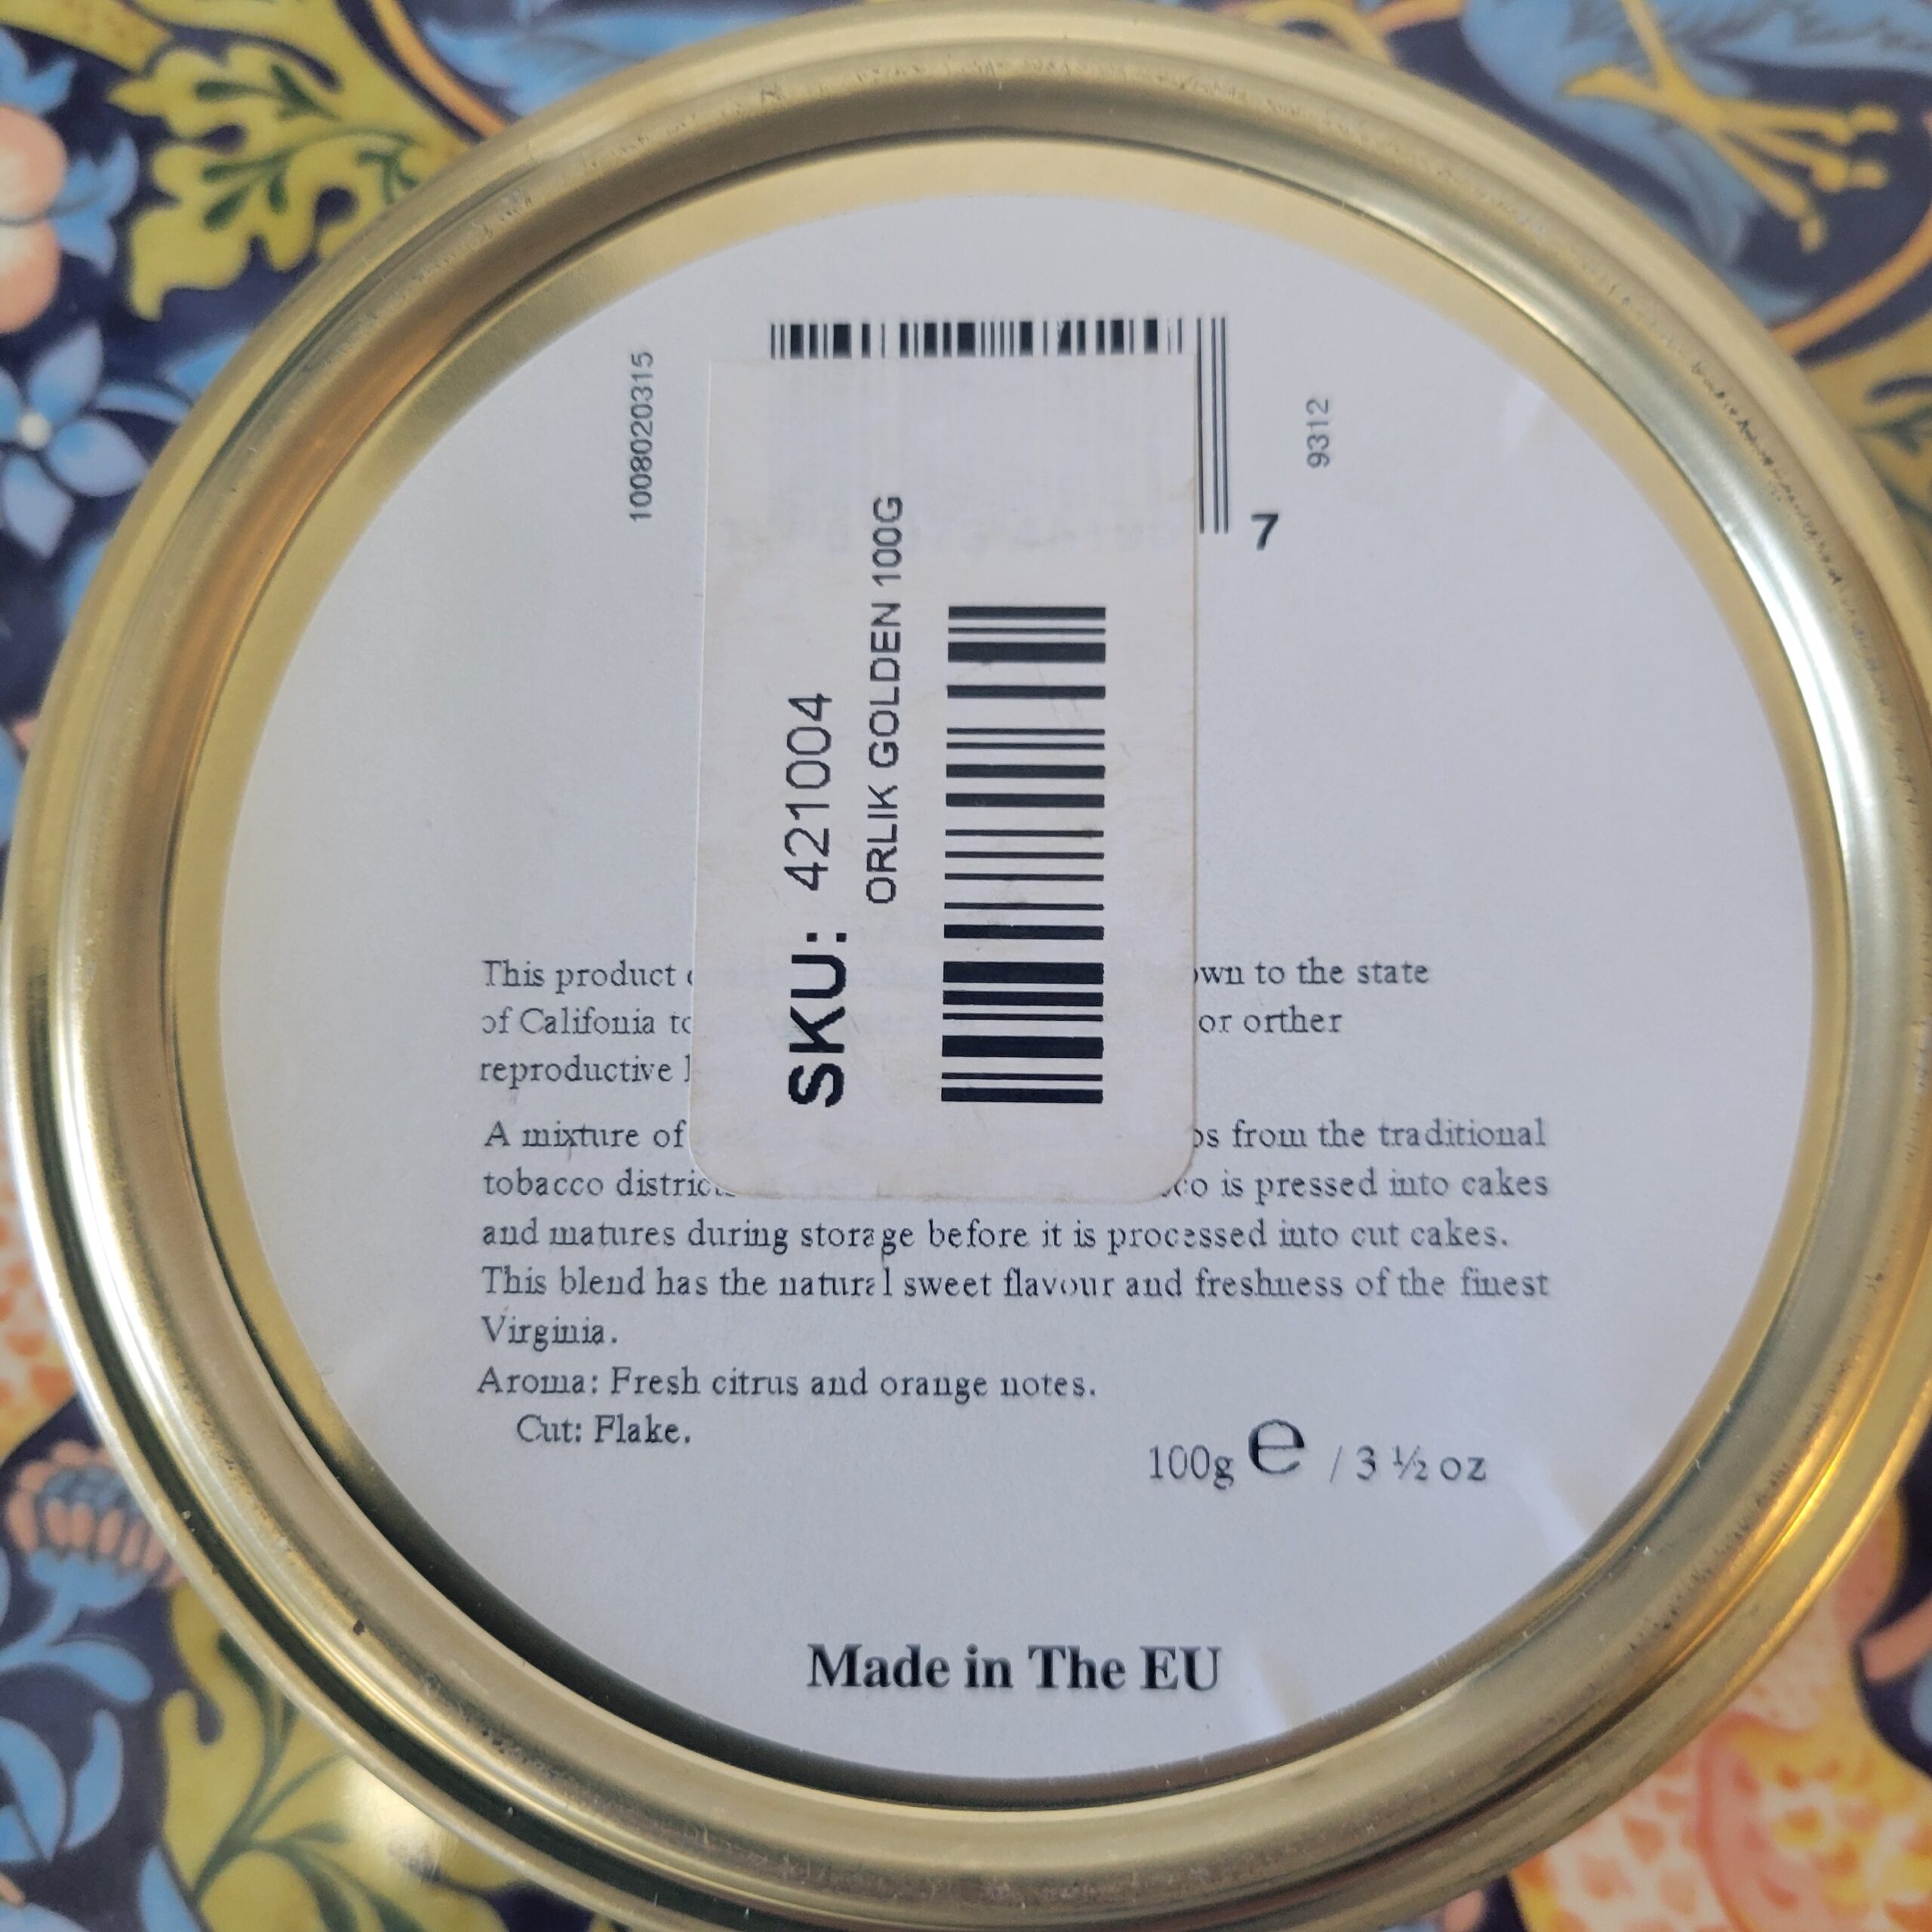 1008020315
9312
7
SKU: 421004
ORLIK GOLDEN 100G
This product own to the state
of Califonia to or orther
reproductive
A mixture of from the traditional
tobacco is pressed into cakes
and matures during storage before it is processed into cut cakes.
This blend has the natural sweet flavour and freshness of the finest
Virginia.
Aroma: Fresh citrus and orange notes.
Cut: Flake.
100g e / 3 ½ oz
Made in The EU